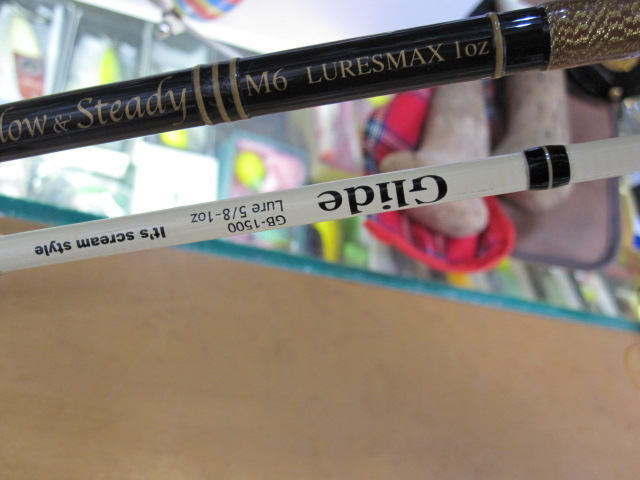 low & Steady M6 LURESMAX 1oz
Glide
GB-1500
Lure 5/8-1oz
It's scream style